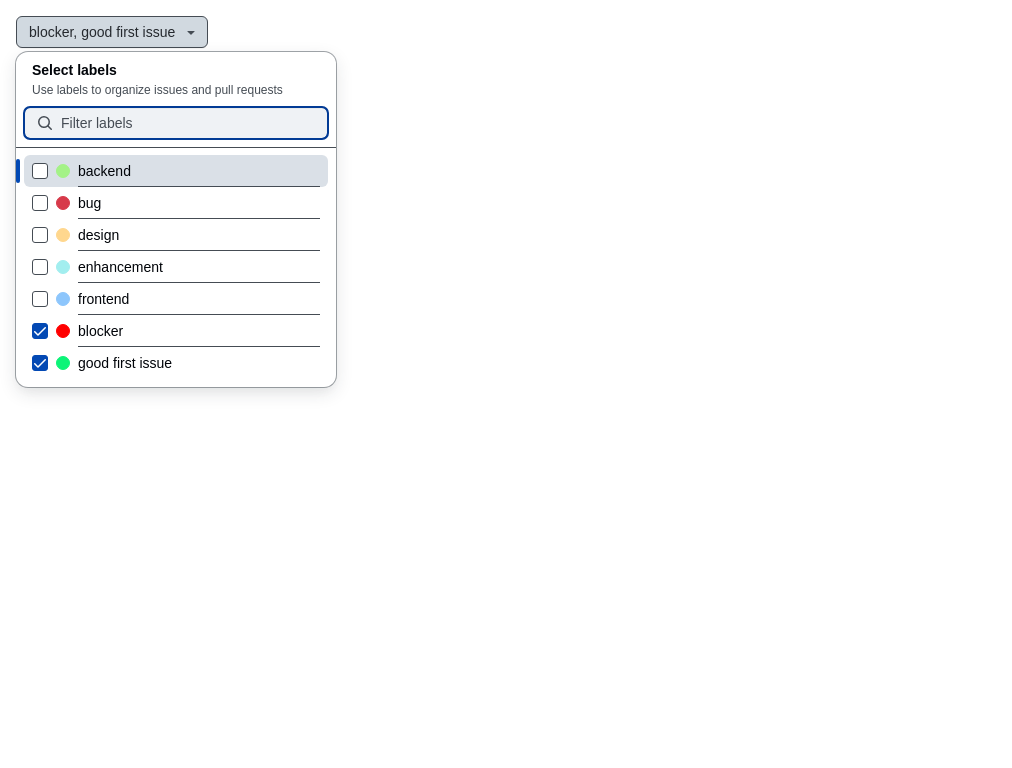 blocker, good first issue
Select labels
Use labels to organize issues and pull requests
Filter labels
backend
bug
design
enhancement
frontend
blocker
good first issue